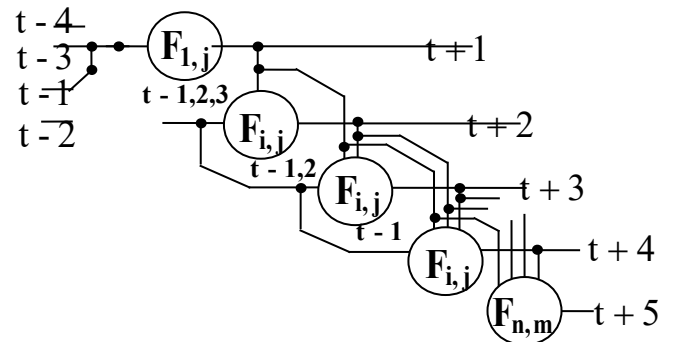 t - 4
t - 3
t - 1
t - 2
F1, j
t + 1
t - 1,2,3
Fi, j
t + 2
t - 1,2
Fi, j
t + 3
t - 1
Fi, j
t + 4
Fn, m
t + 5